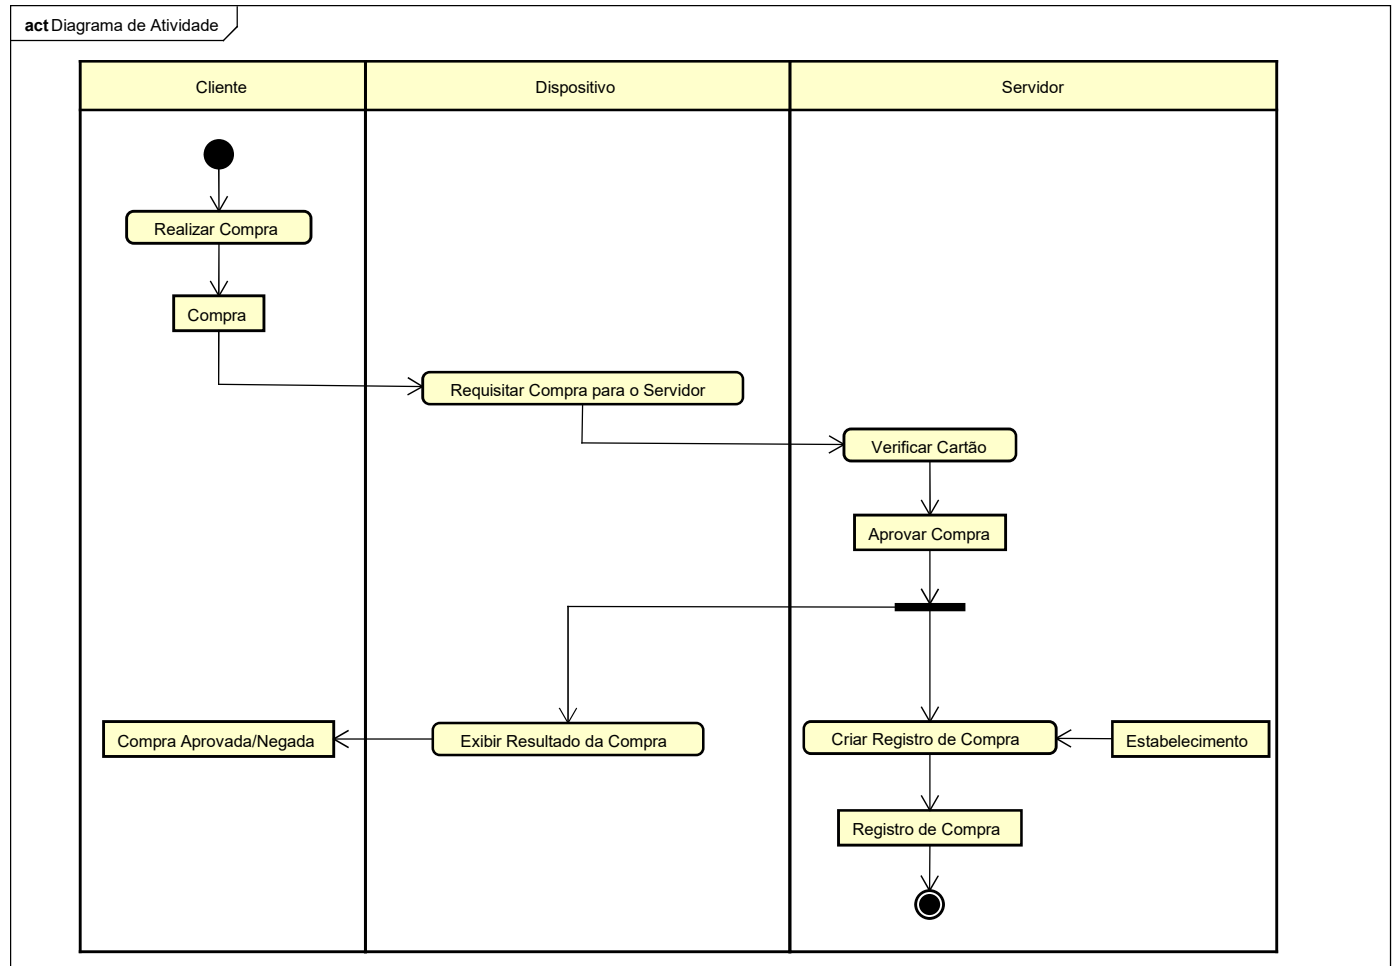 act Diagrama de Atividade
Cliente
Dispositivo
Servidor
Realizar Compra
Compra
Requisitar Compra para o Servidor
Verificar Cartão
Aprovar Compra
Compra Aprovada/Negada
Exibir Resultado da Compra
Criar Registro de Compra
Estabelecimento
Registro de Compra